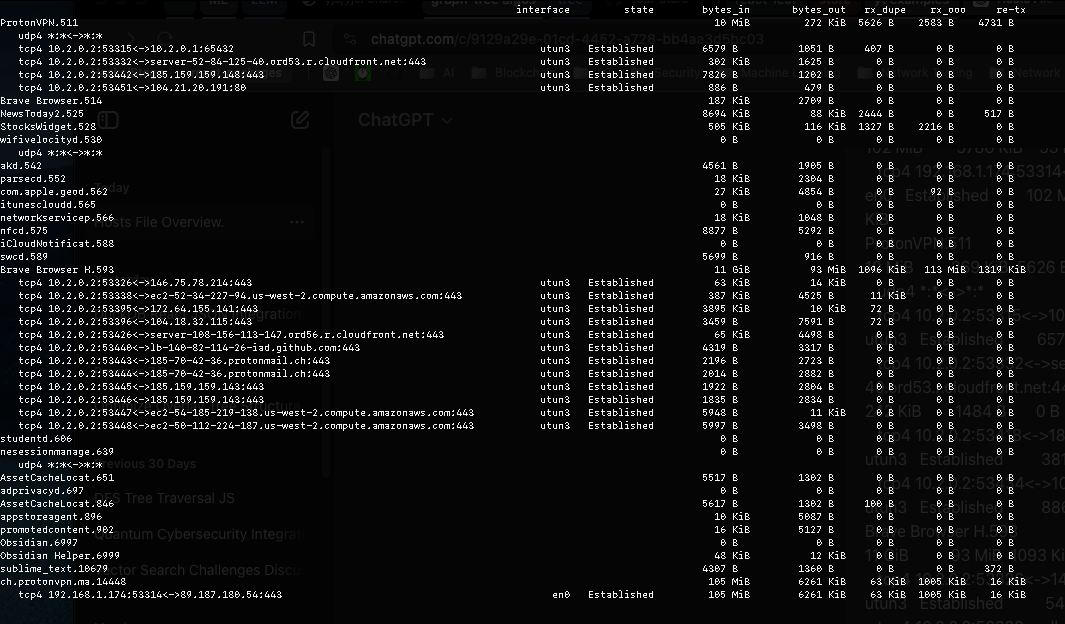 interface state bytes_in bytes_out rx_dupe rx_ooo re-tx
ProtonVPN.511 10 MiB 272 KiB 5626 B 2583 B 4731 B
udp4 *:*<->*:*
tcp4 10.2.0.2:53315<->10.2.0.1:65432 utun3 Established 6579 B 1051 B 407 B 0 B 0 B
tcp4 10.2.0.2:53332<->server-52-84-125-40.ord53.r.cloudfront.net:443 utun3 Established 302 KiB 1625 B 0 B 0 B 0 B
tcp4 10.2.0.2:53442<->185.159.159.148:443 utun3 Established 7826 B 1202 B 0 B 0 B 0 B
tcp4 10.2.0.2:53451<->104.21.20.191:80 utun3 Established 886 B 479 B 0 B 0 B 0 B
Brave Browser.514 187 KiB 2709 B 0 B 0 B 0 B
NewsToday2.525 8694 KiB 88 KiB 2444 B 0 B 517 B
StocksWidget.528 505 KiB 116 KiB 1327 B 2216 B 0 B
wifivelocityd.530 0 B 0 B 0 B 0 B 0 B
udp4 *:*<->*:*
akd.542 4561 B 1905 B 0 B 0 B 0 B
parsecd.552 18 KiB 2304 B 0 B 0 B 0 B
com.apple.geod.562 27 KiB 4854 B 0 B 92 B 0 B
itunescloudd.565 0 B 0 B 0 B 0 B 0 B
networkservicep.566 18 KiB 1048 B 0 B 0 B 0 B
nfcd.575 8877 B 5292 B 0 B 0 B 0 B
iCloudNotificat.588 0 B 0 B 0 B 0 B 0 B
swcd.589 5699 B 916 B 0 B 0 B 0 B
Brave Browser H.593 11 GiB 93 MiB 1096 KiB 113 MiB 1319 KiB
tcp4 10.2.0.2:53326<->146.75.78.214:443 utun3 Established 63 KiB 14 KiB 0 B 0 B 0 B
tcp4 10.2.0.2:53338<->ec2-52-34-227-94.us-west-2.compute.amazonaws.com:443 utun3 Established 387 KiB 4525 B 11 KiB 0 B 0 B
tcp4 10.2.0.2:53395<->172.64.155.141:443 utun3 Established 3895 KiB 10 KiB 72 B 0 B 0 B
tcp4 10.2.0.2:53396<->104.18.32.115:443 utun3 Established 3459 B 7591 B 72 B 0 B 0 B
tcp4 10.2.0.2:53426<->server-108-156-113-147.ord56.r.cloudfront.net:443 utun3 Established 65 KiB 4498 B 0 B 0 B 0 B
tcp4 10.2.0.2:53440<->lb-140-82-114-26-iad.github.com:443 utun3 Established 4319 B 3317 B 0 B 0 B 0 B
tcp4 10.2.0.2:53443<->185-70-42-36.protonmail.ch:443 utun3 Established 2196 B 2723 B 0 B 0 B 0 B
tcp4 10.2.0.2:53444<->185-70-42-36.protonmail.ch:443 utun3 Established 2014 B 2882 B 0 B 0 B 0 B
tcp4 10.2.0.2:53445<->185.159.159.143:443 utun3 Established 1922 B 2804 B 0 B 0 B 0 B
tcp4 10.2.0.2:53446<->185.159.159.143:443 utun3 Established 1835 B 2834 B 0 B 0 B 0 B
tcp4 10.2.0.2:53447<->ec2-54-185-219-138.us-west-2.compute.amazonaws.com:443 utun3 Established 5948 B 11 KiB 0 B 0 B 0 B
tcp4 10.2.0.2:53448<->ec2-50-112-224-187.us-west-2.compute.amazonaws.com:443 utun3 Established 5997 B 3498 B 0 B 0 B 0 B
studentd.606 0 B 0 B 0 B 0 B 0 B
nesessionmanage.639 0 B 0 B 0 B 0 B 0 B
udp4 *:*<->*:*
AssetCacheLocat.651 5517 B 1302 B 0 B 0 B 0 B
adprivacyd.697 0 B 0 B 0 B 0 B 0 B
AssetCacheLocat.846 5617 B 1302 B 100 B 0 B 0 B
appstoreagent.896 10 KiB 5087 B 0 B 0 B 0 B
promotedcontent.902 16 KiB 5127 B 0 B 0 B 0 B
Obsidian.6997 0 B 0 B 0 B 0 B 0 B
Obsidian Helper.6999 48 KiB 12 KiB 0 B 0 B 0 B
sublime_text.10679 4307 B 1360 B 0 B 0 B 372 B
ch.protonvpn.ma.14448 105 MiB 6261 KiB 63 KiB 1005 KiB 16 KiB
tcp4 192.168.1.174:53314<->89.187.180.54:443 en0 Established 105 MiB 6261 KiB 63 KiB 1005 KiB 16 KiB
ChatGPT
Hosts File Overview.
Previous 30 Days
DFS Tree Traversal JS
Quantum Cybersecurity Integrat
Vector Search Challenges Discus